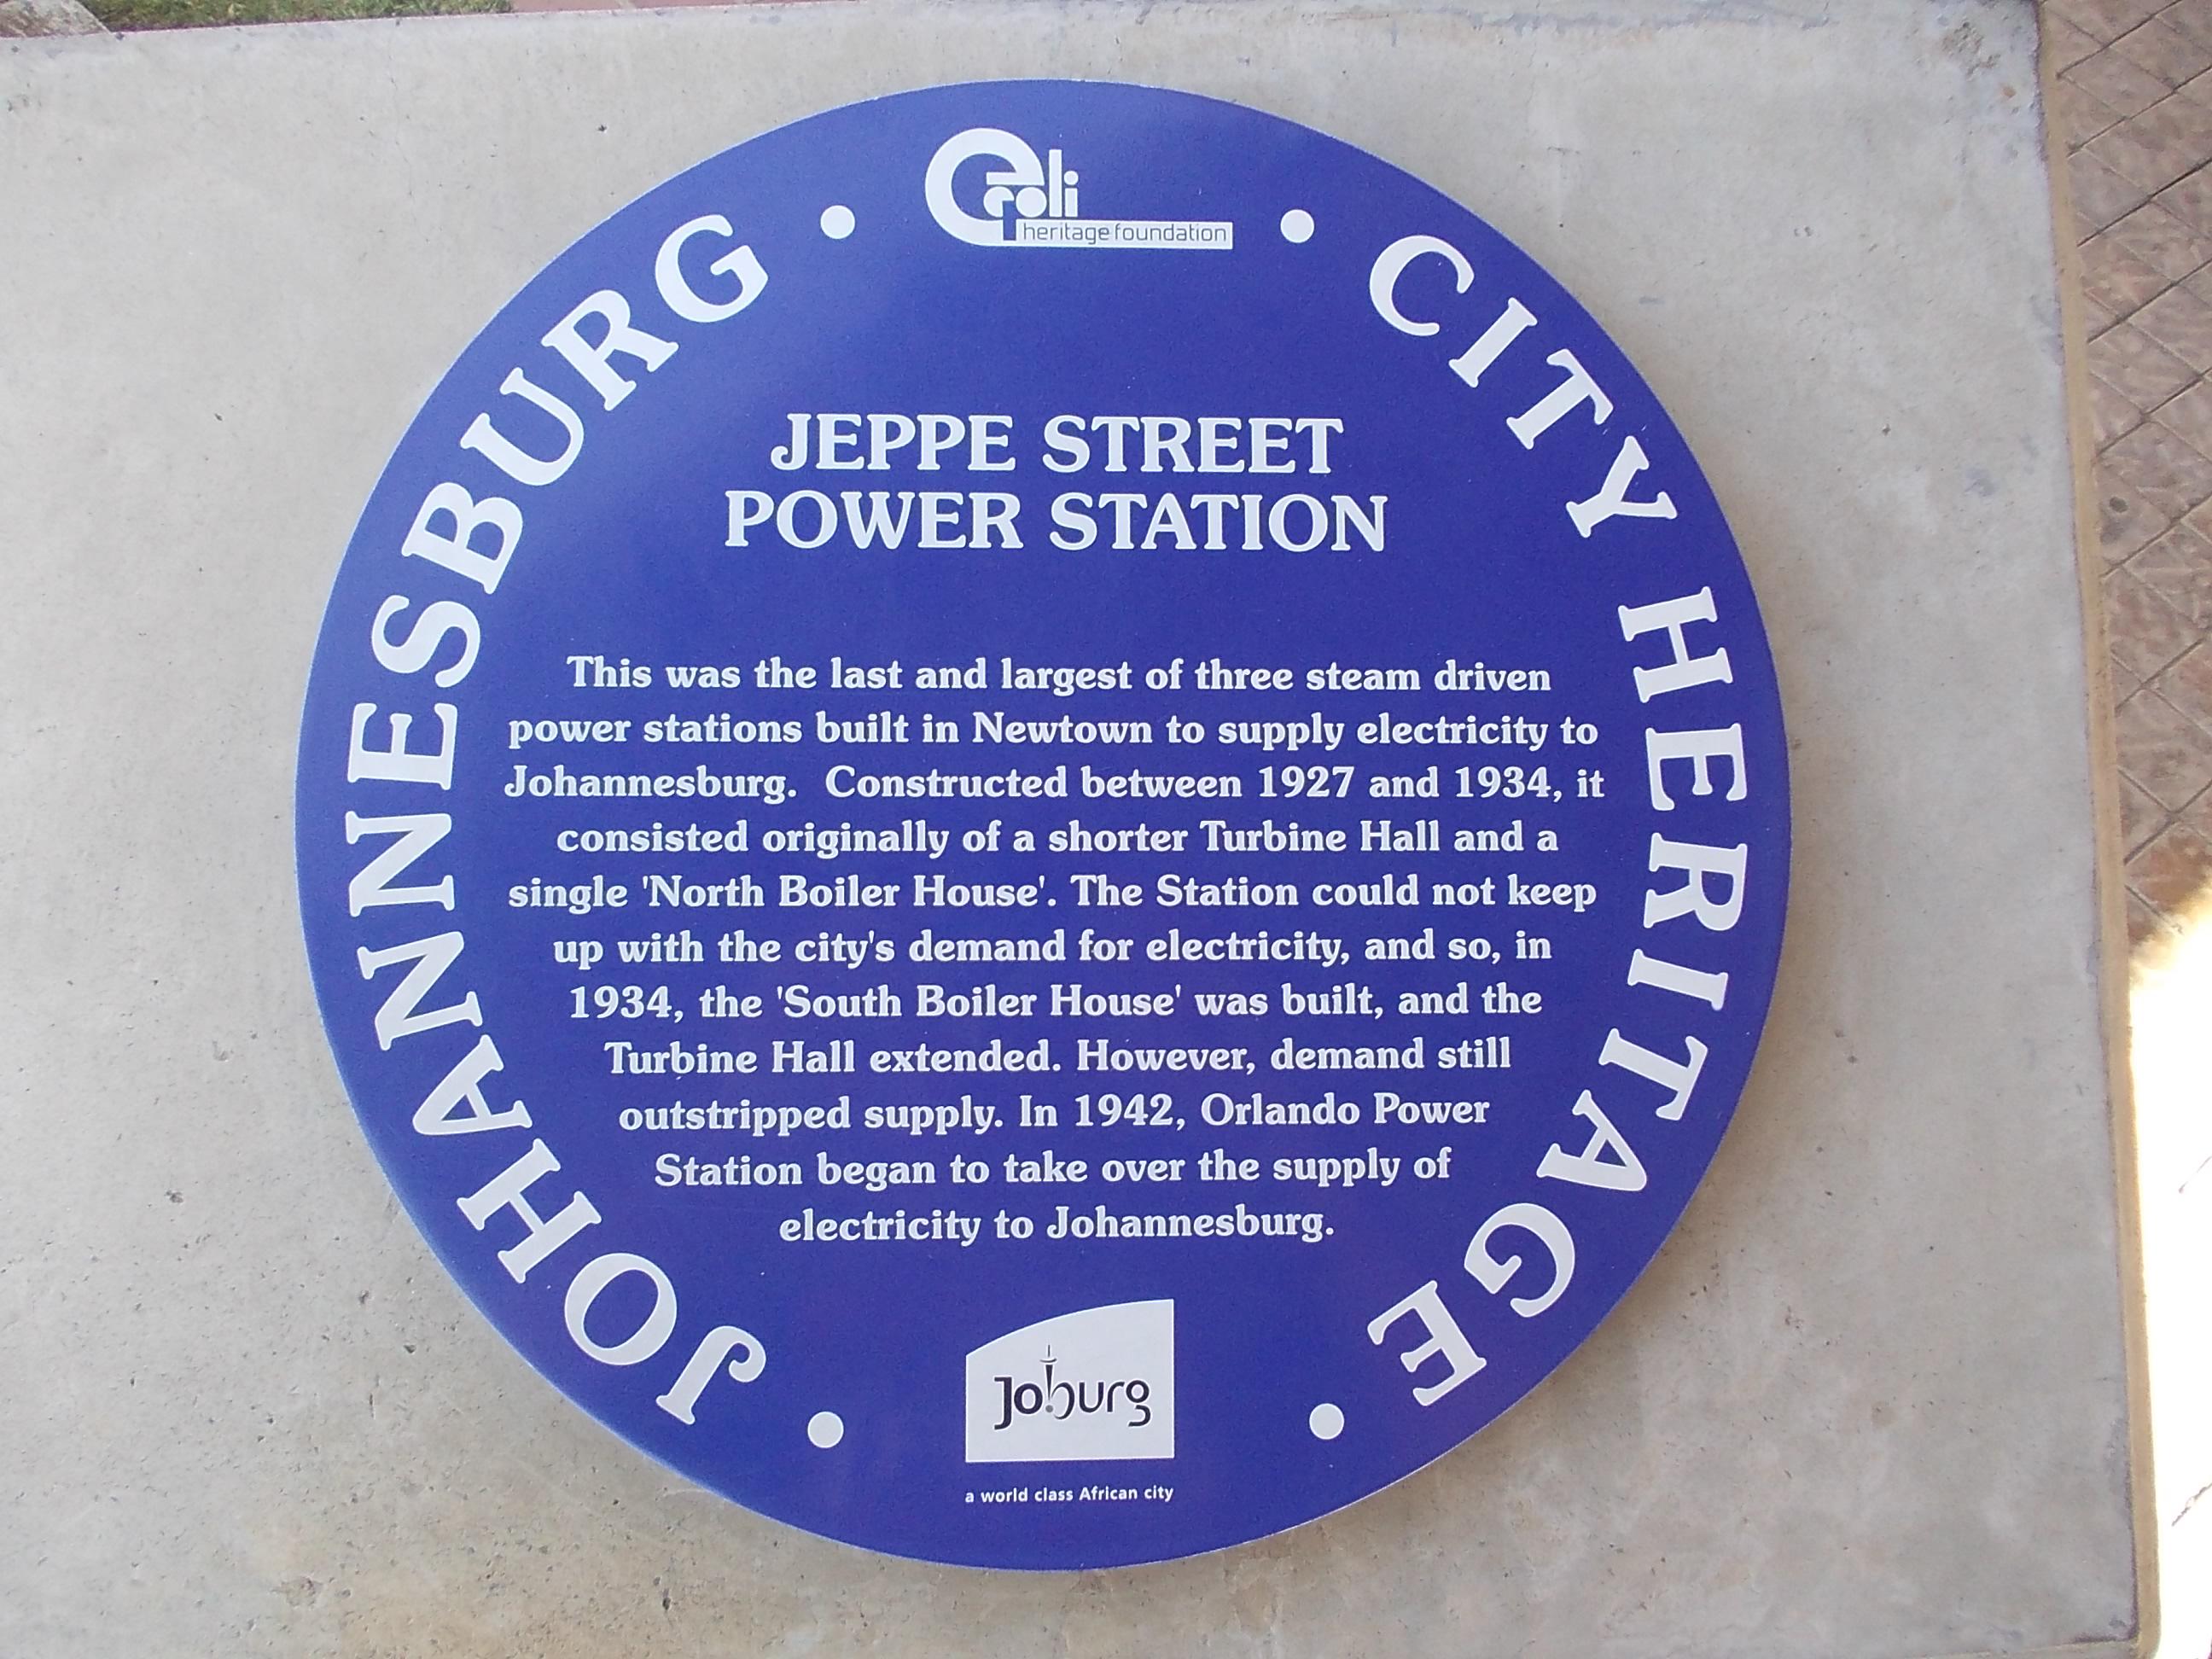 egoli
heritage foundation
JOHANNESBURG • CITY HERITAGE •
JEPPE STREET
POWER STATION
This was the last and largest of three steam driven
power stations built in Newtown to supply electricity to
Johannesburg. Constructed between 1927 and 1934, it
consisted originally of a shorter Turbine Hall and a
single 'North Boiler House'. The Station could not keep
up with the city's demand for electricity, and so, in
1934, the 'South Boiler House' was built, and the
Turbine Hall extended. However, demand still
outstripped supply. In 1942, Orlando Power
Station began to take over the supply of
electricity to Johannesburg.
Joburg
a world class African city